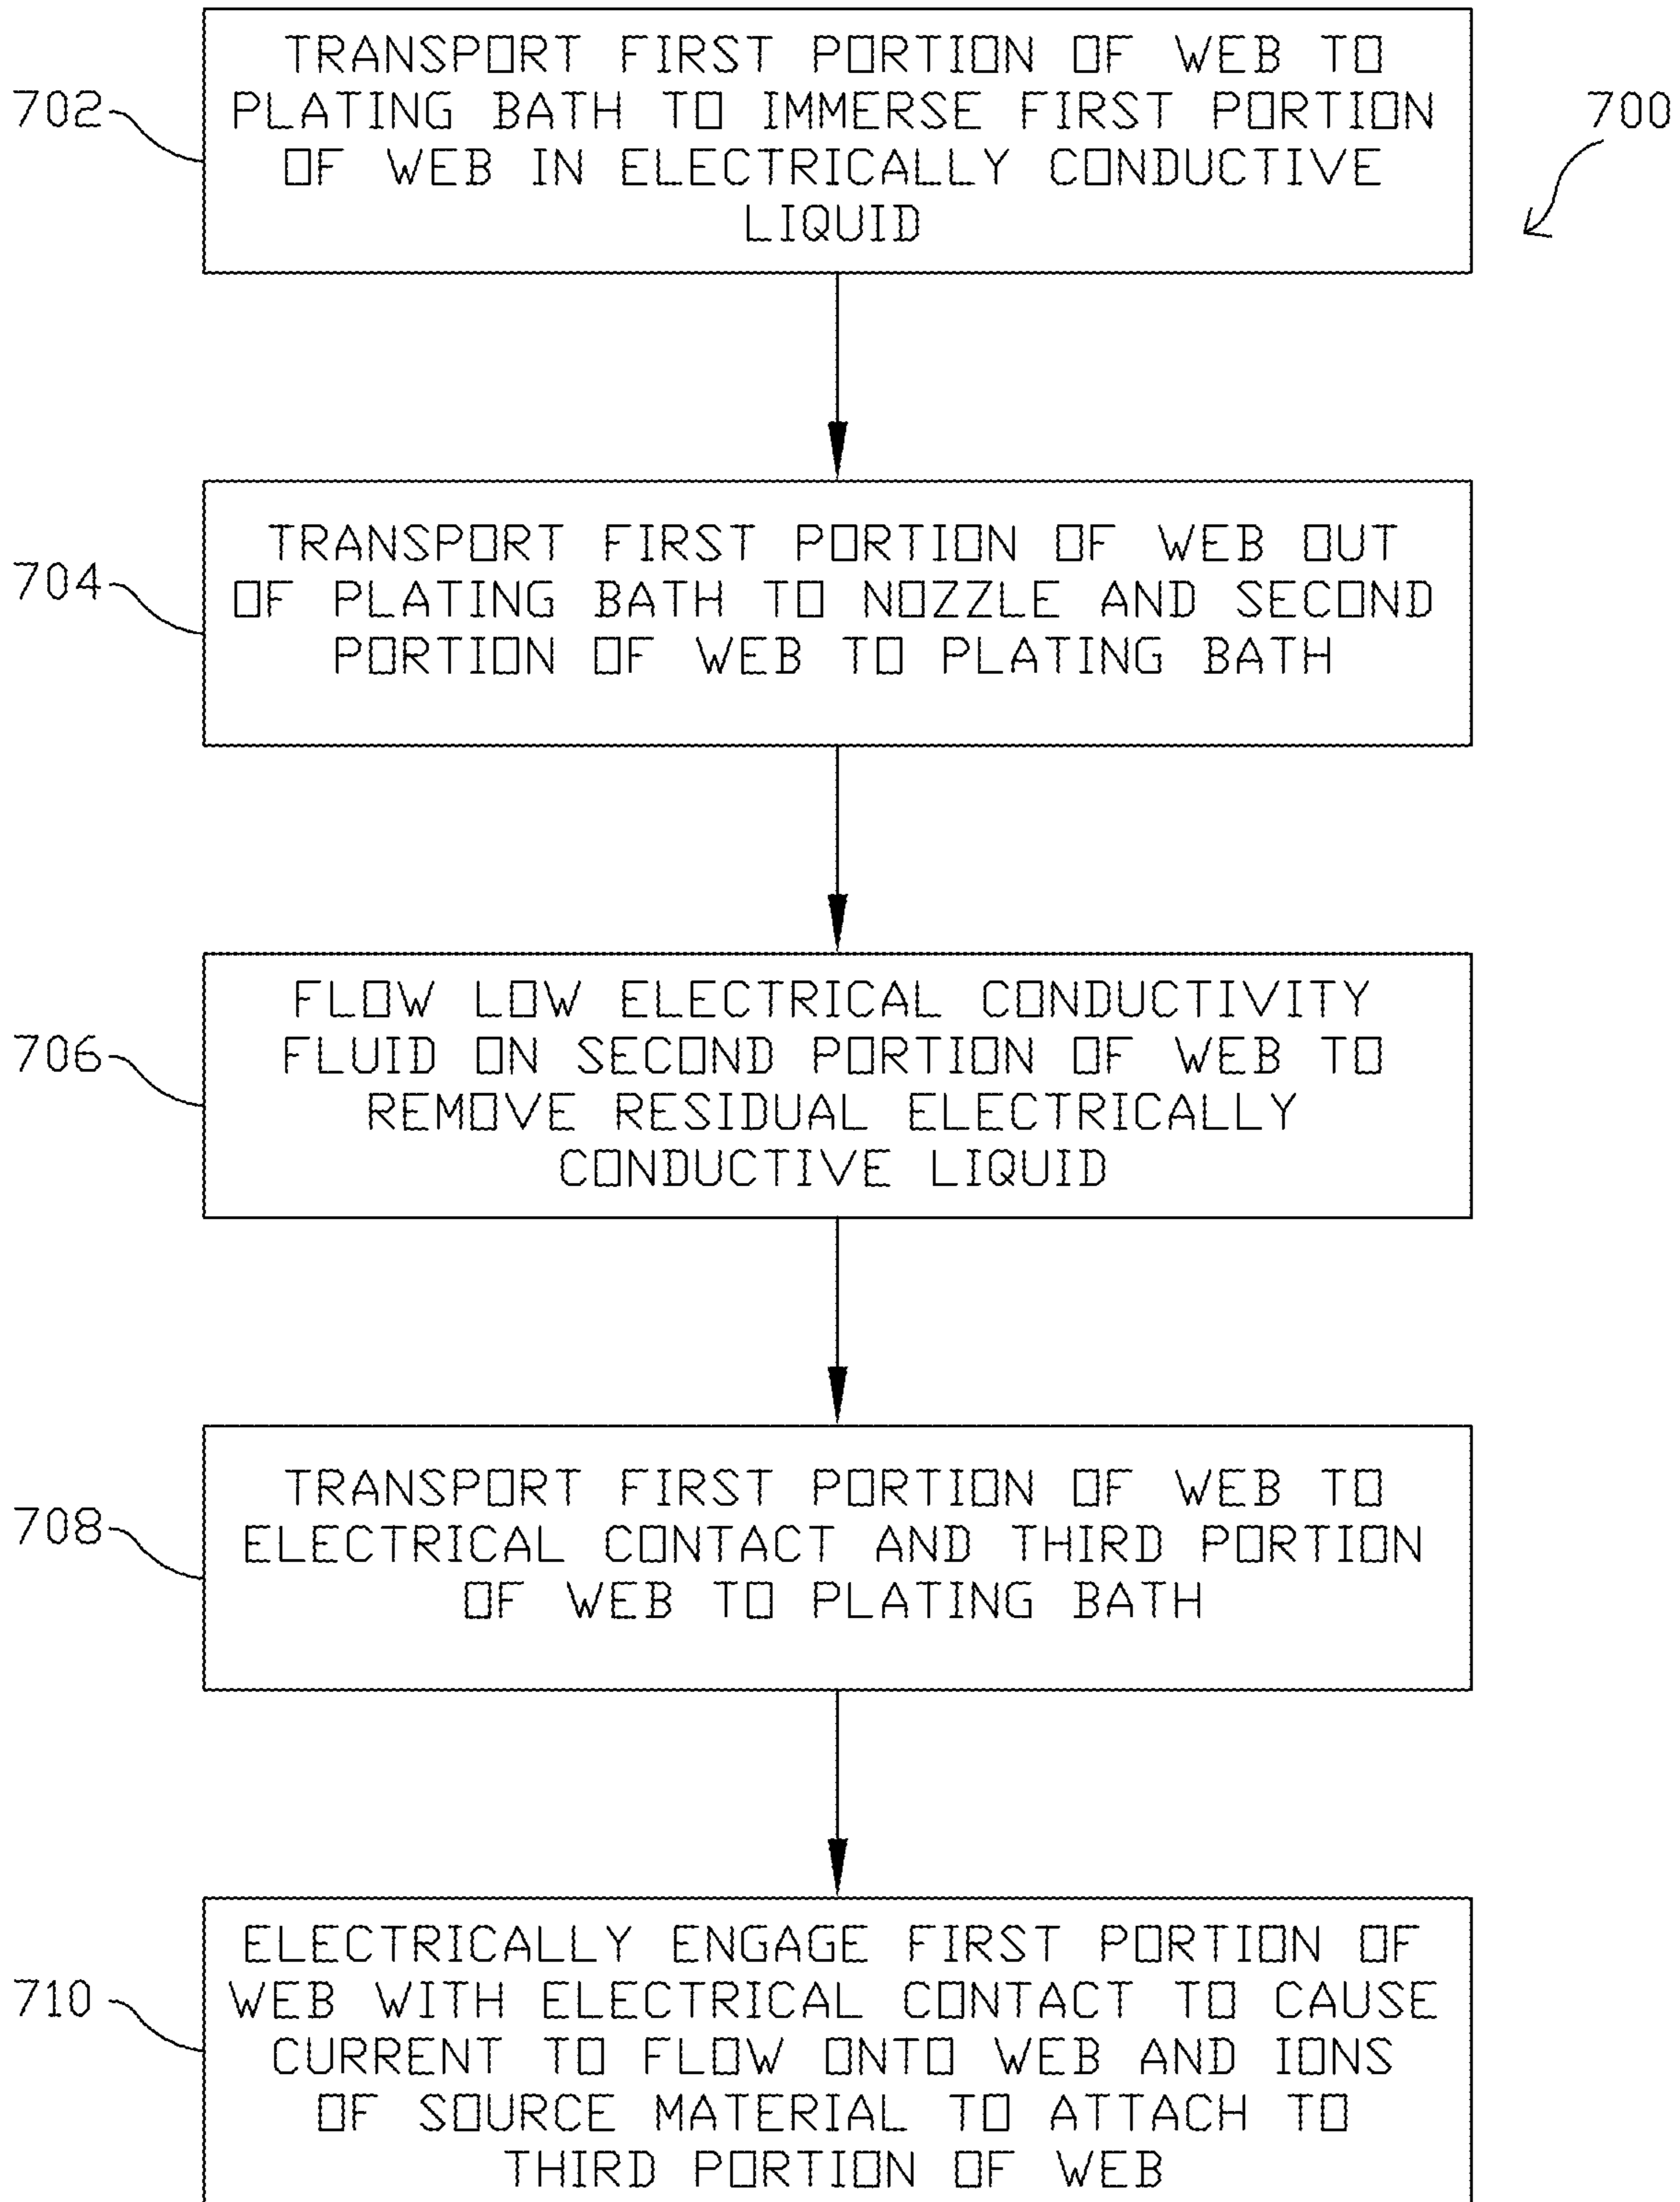 700
702
TRANSPORT FIRST PORTION OF WEB TO
PLATING BATH TO IMMERSE FIRST PORTION
OF WEB IN ELECTRICALLY CONDUCTIVE
LIQUID
704
TRANSPORT FIRST PORTION OF WEB OUT
OF PLATING BATH TO NOZZLE AND SECOND
PORTION OF WEB TO PLATING BATH
706
FLOW LOW ELECTRICAL CONDUCTIVITY
FLUID ON SECOND PORTION OF WEB TO
REMOVE RESIDUAL ELECTRICALLY
CONDUCTIVE LIQUID
708
TRANSPORT FIRST PORTION OF WEB TO
ELECTRICAL CONTACT AND THIRD PORTION
OF WEB TO PLATING BATH
710
ELECTRICALLY ENGAGE FIRST PORTION OF
WEB WITH ELECTRICAL CONTACT TO CAUSE
CURRENT TO FLOW ONTO WEB AND IONS
OF SOURCE MATERIAL TO ATTACH TO
THIRD PORTION OF WEB